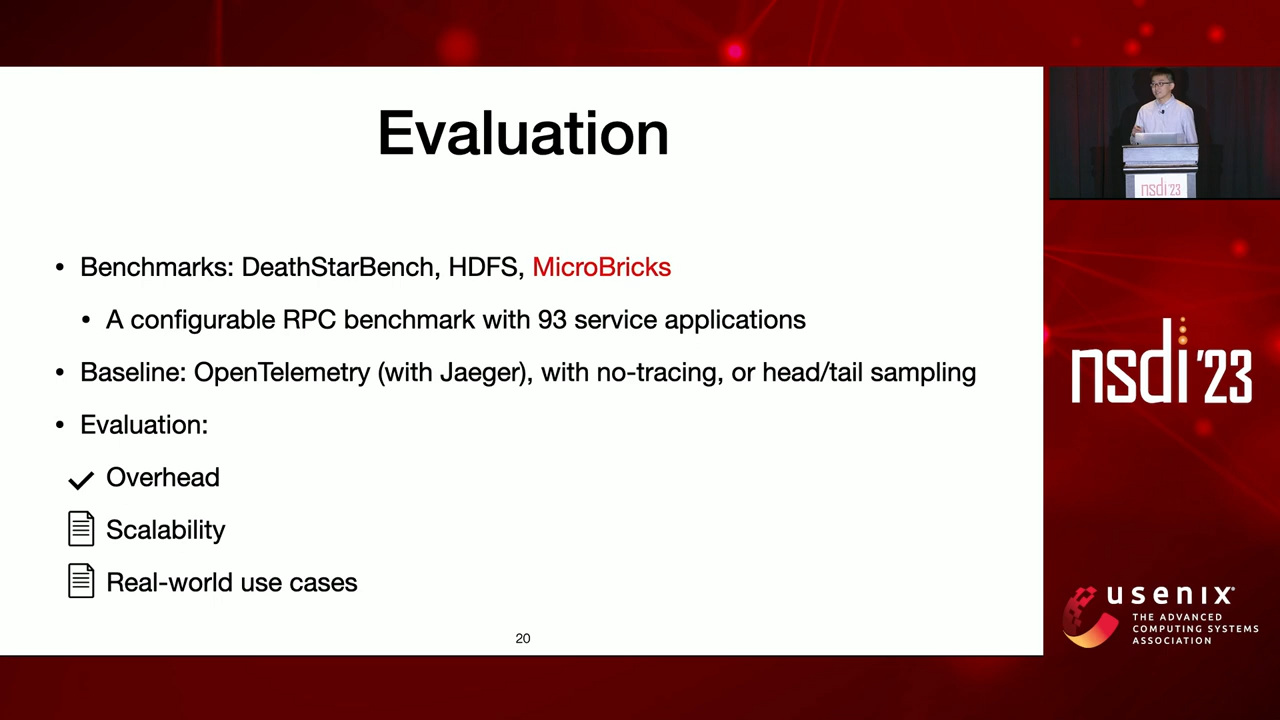 Evaluation
• Benchmarks: DeathStarBench, HDFS, MicroBricks
• A configurable RPC benchmark with 93 service applications
• Baseline: OpenTelemetry (with Jaeger), with no-tracing, or head/tail sampling
• Evaluation:
Overhead
Scalability
Real-world use cases
20
nsdi'23
nsdi'23
usenix®
THE ADVANCED
COMPUTING SYSTEMS
ASSOCIATION